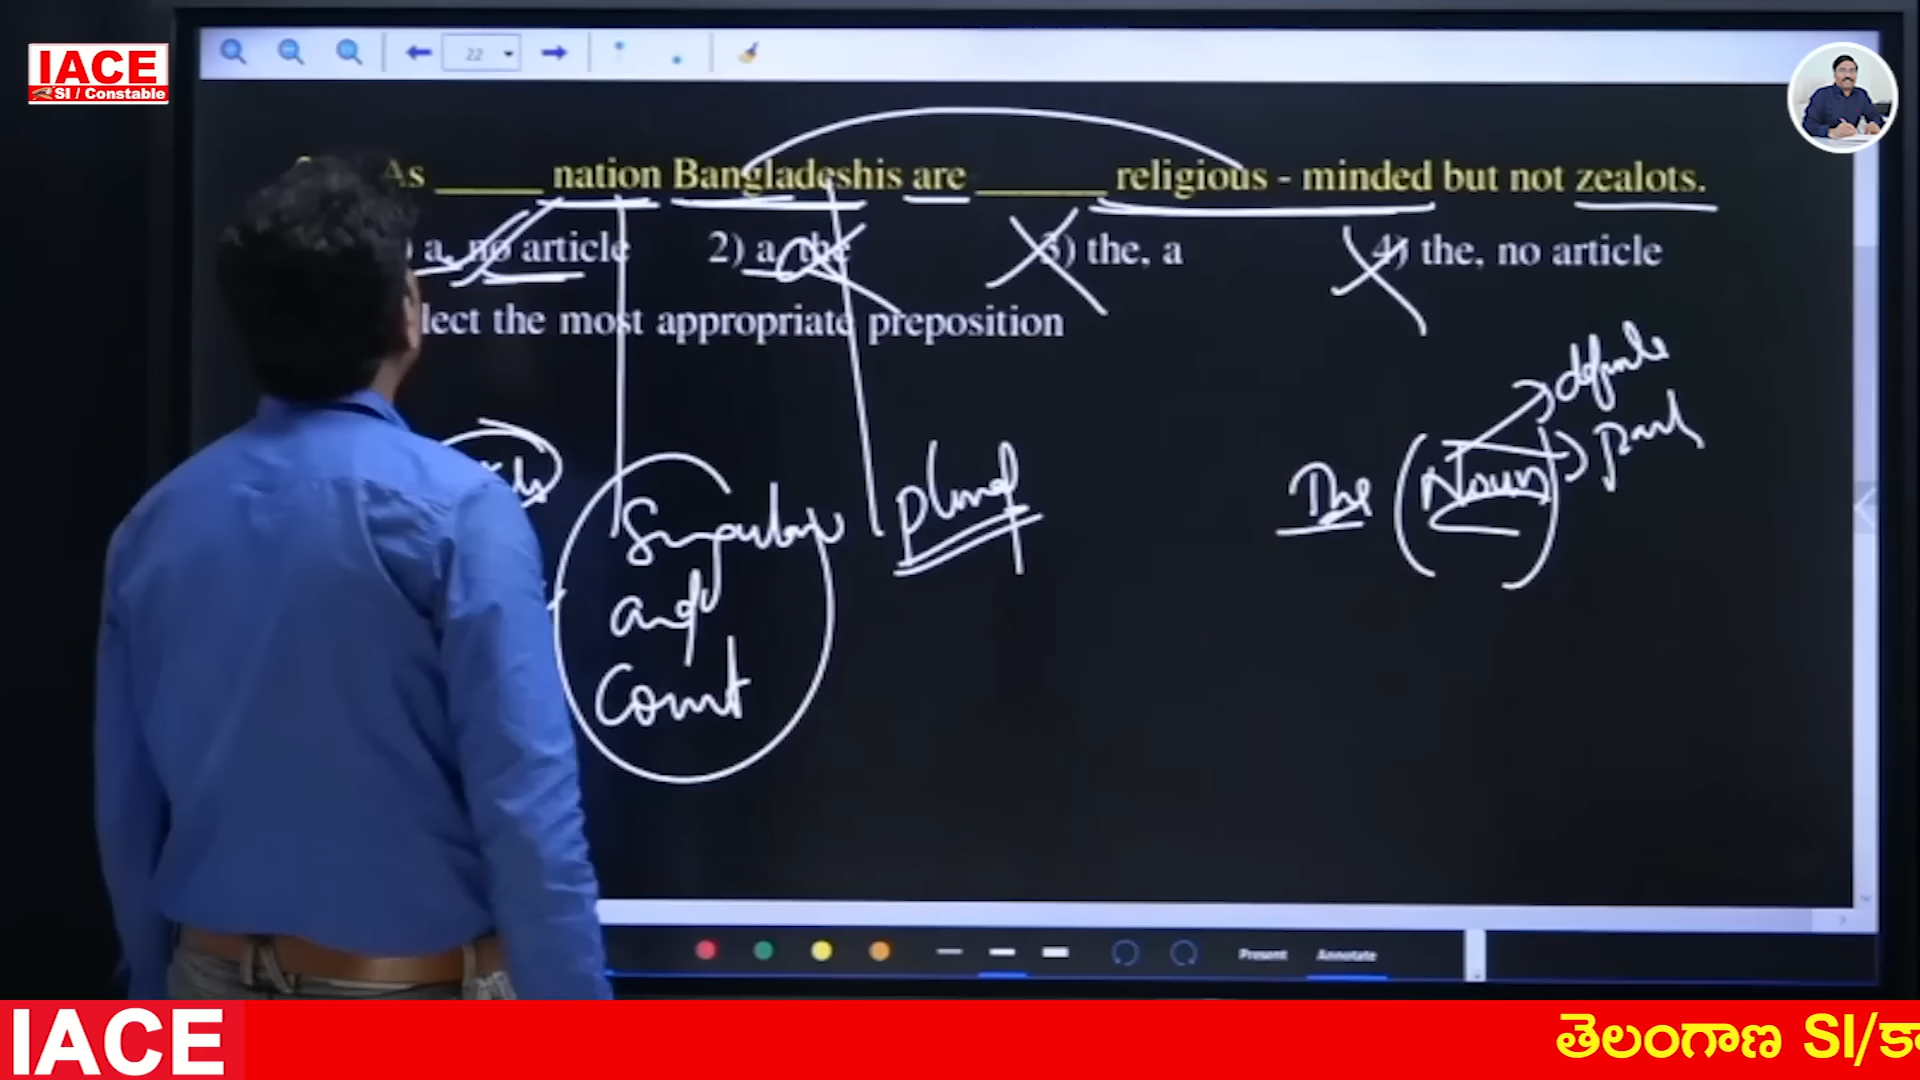 IACE
SI / Constable
22
As _____ nation Bangladeshis are ______ religious - minded but not zealots.
) a, no article 2) a, the 3) the, a 4) the, no article
lect the most appropriate preposition
definite
The (Noun)
plural
Singular
and
Count
Present Annotate
IACE
తెలంగాణ SI/కా